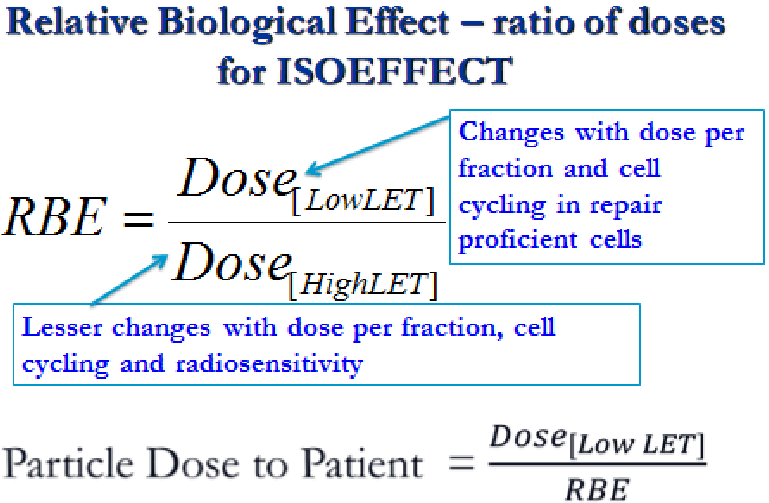 Relative Biological Effect – ratio of doses
for ISOEFFECT
Changes with dose per
fraction and cell
cycling in repair
proficient cells
RBE = Dose[LowLET] / Dose[HighLET]
Lesser changes with dose per fraction, cell
cycling and radiosensitivity
Particle Dose to Patient = Dose[Low LET] / RBE